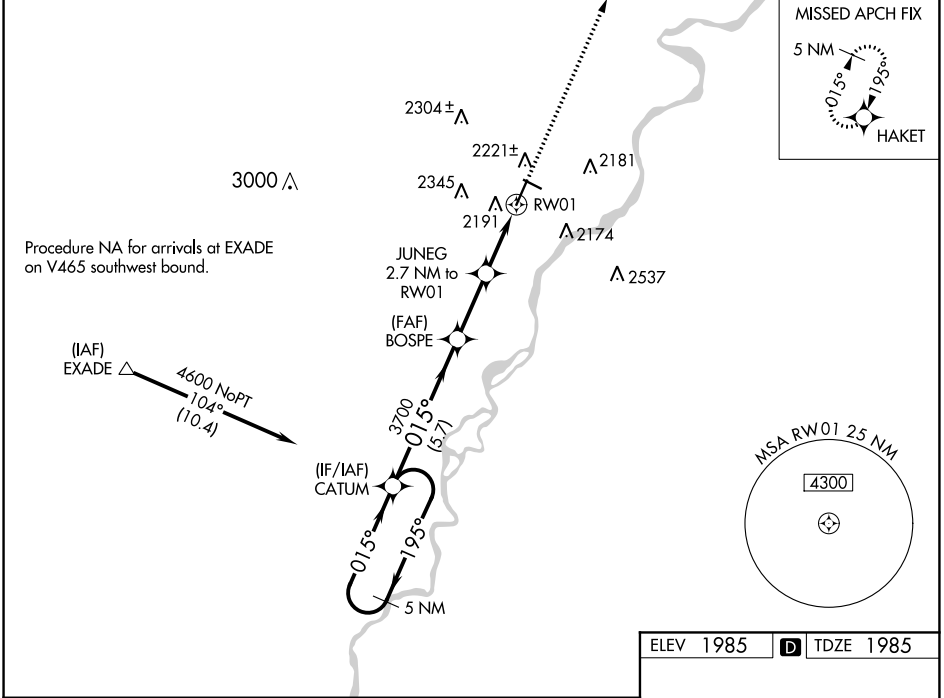 MISSED APCH FIX
5 NM
015°
195°
HAKET
2304±
2221±
2181
3000
2345
RW01
2191
2174
Procedure NA for arrivals at EXADE
on V465 southwest bound.
JUNEG
2.7 NM to
RW01
2537
(FAF)
BOSPE
(IAF)
EXADE
4600 NoPT
104°
(10.4)
3700
015°
(5.7)
MSA RW01 25 NM
4300
(IF/IAF)
CATUM
015°
195°
5 NM
ELEV 1985 D TDZE 1985